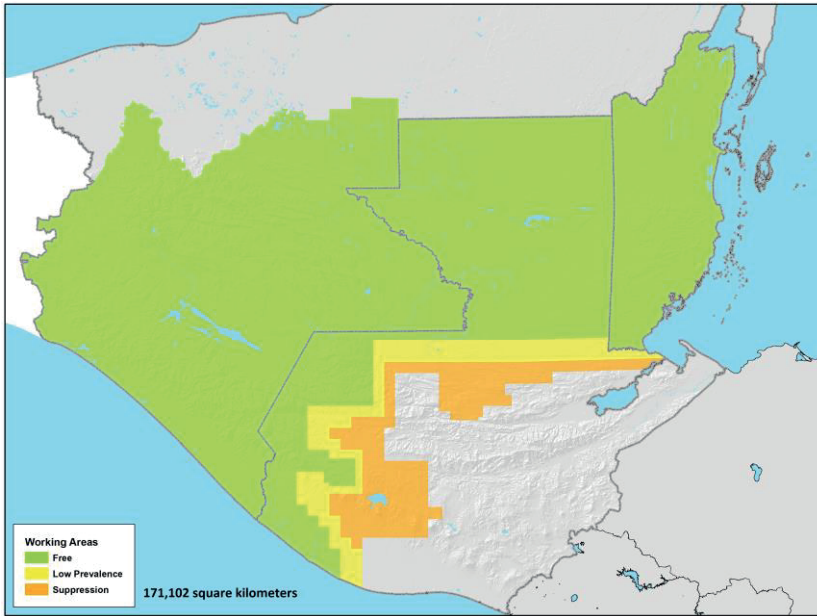 Working Areas
Free
Low Prevalence
Suppression
171,102 square kilometers